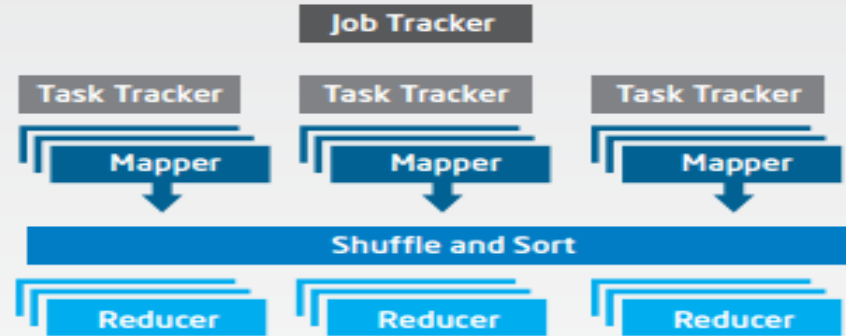 Job Tracker
Task Tracker Task Tracker Task Tracker
Mapper Mapper Mapper
Shuffle and Sort
Reducer Reducer Reducer